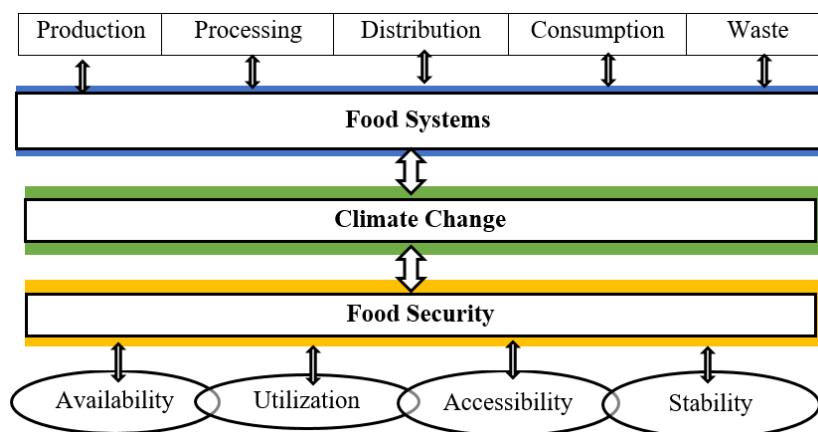 Production Processing Distribution Consumption Waste
Food Systems
Climate Change
Food Security
Availability Utilization Accessibility Stability